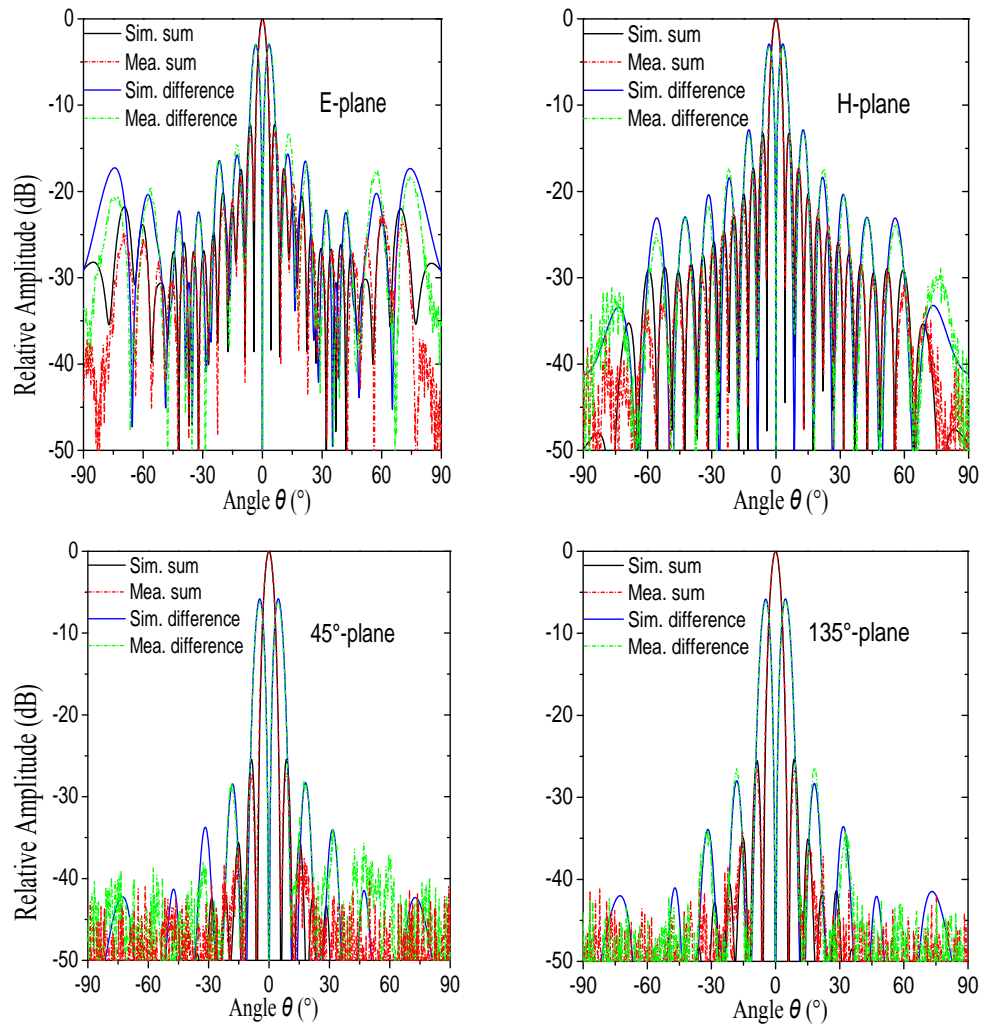 0
-10
-20
-30
-40
-50
-90
-60
-30
0
30
60
90
Relative Amplitude (dB)
Angle θ (°)
Sim. sum
Mea. sum
Sim. difference
Mea. difference
E-plane
0
-10
-20
-30
-40
-50
-90
-60
-30
0
30
60
90
Angle θ (°)
Sim. sum
Mea. sum
Sim. difference
Mea. difference
H-plane
0
-10
-20
-30
-40
-50
-90
-60
-30
0
30
60
90
Relative Amplitude (dB)
Angle θ (°)
Sim. sum
Mea. sum
Sim. difference
Mea. difference
45°-plane
0
-10
-20
-30
-40
-50
-90
-60
-30
0
30
60
90
Angle θ (°)
Sim. sum
Mea. sum
Sim. difference
Mea. difference
135°-plane